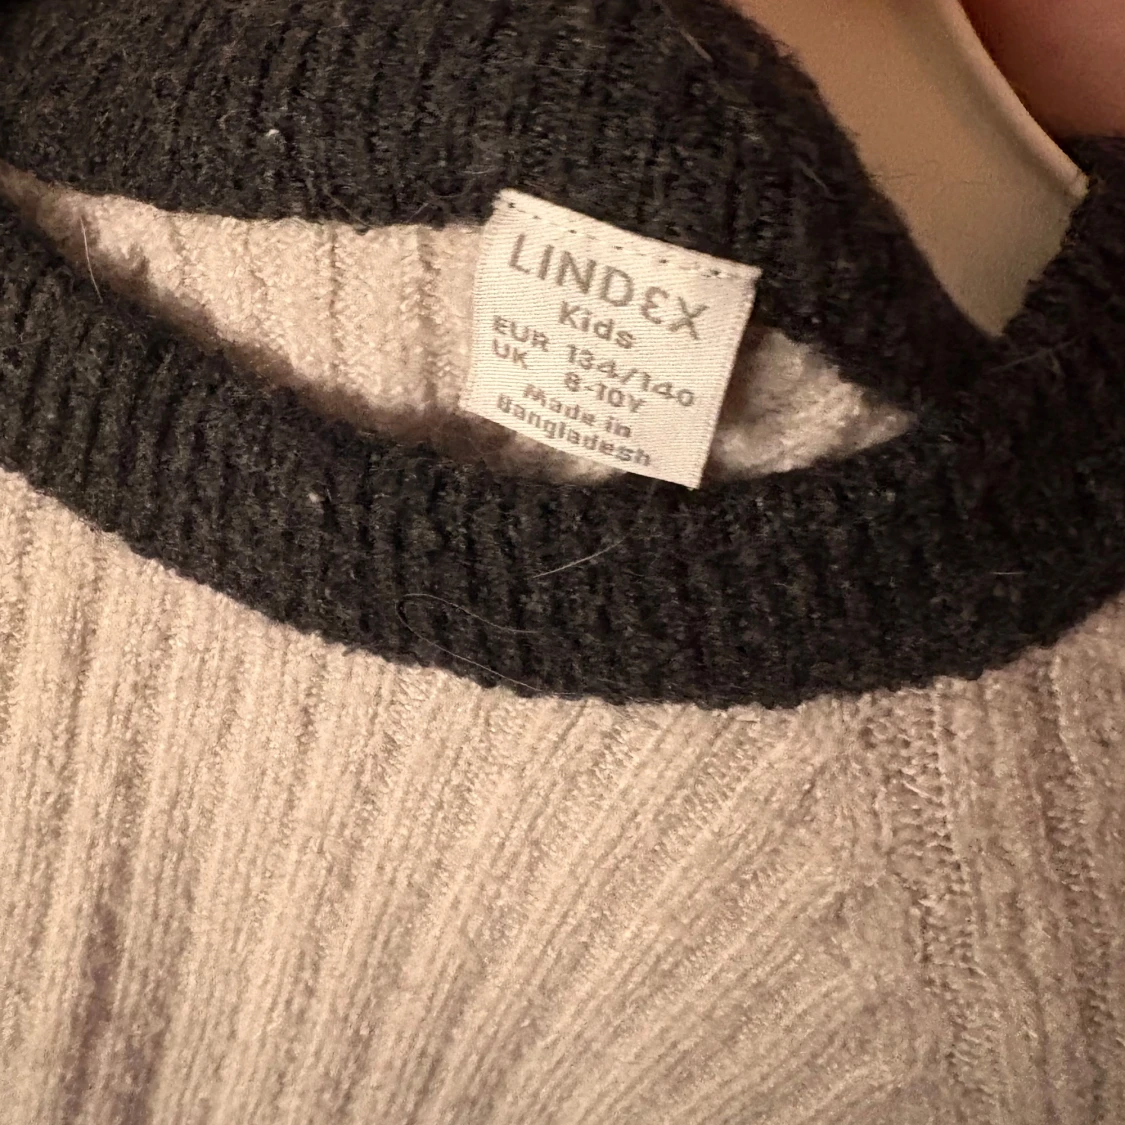 LINDEX
Kids
EUR 134/140
UK 8-10Y
Made in
Bangladesh